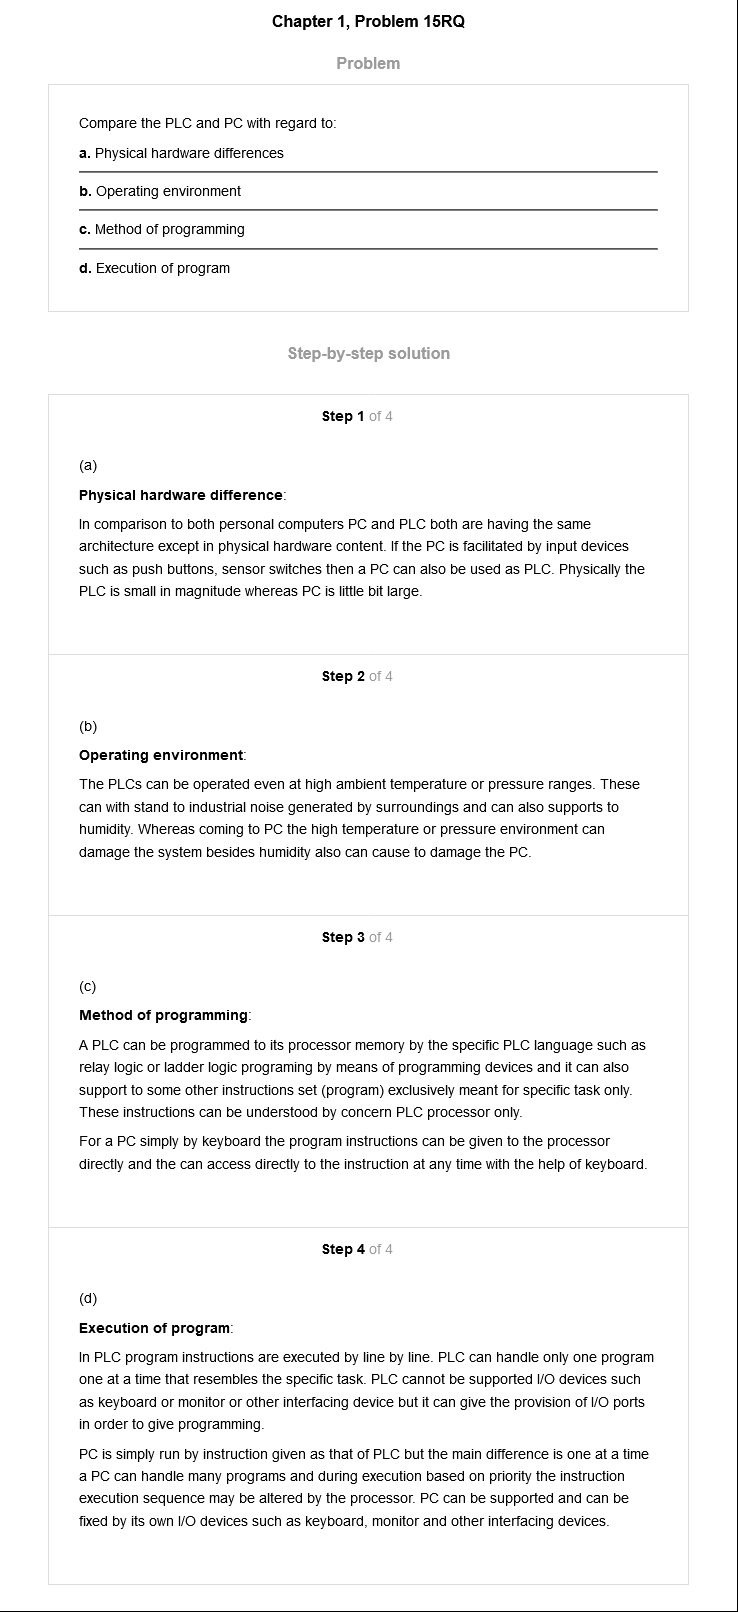 Chapter 1, Problem 15RQ
Problem
Compare the PLC and PC with regard to:
a. Physical hardware differences
b. Operating environment
c. Method of programming
d. Execution of program
Step-by-step solution
Step 1 of 4
(a)
Physical hardware difference:
In comparison to both personal computers PC and PLC both are having the same
architecture except in physical hardware content. If the PC is facilitated by input devices
such as push buttons, sensor switches then a PC can also be used as PLC. Physically the
PLC is small in magnitude whereas PC is little bit large.
Step 2 of 4
(b)
Operating environment:
The PLCs can be operated even at high ambient temperature or pressure ranges. These
can with stand to industrial noise generated by surroundings and can also supports to
humidity. Whereas coming to PC the high temperature or pressure environment can
damage the system besides humidity also can cause to damage the PC.
Step 3 of 4
(c)
Method of programming:
A PLC can be programmed to its processor memory by the specific PLC language such as
relay logic or ladder logic programing by means of programming devices and it can also
support to some other instructions set (program) exclusively meant for specific task only.
These instructions can be understood by concern PLC processor only.
For a PC simply by keyboard the program instructions can be given to the processor
directly and the can access directly to the instruction at any time with the help of keyboard.
Step 4 of 4
(d)
Execution of program:
In PLC program instructions are executed by line by line. PLC can handle only one program
one at a time that resembles the specific task. PLC cannot be supported I/O devices such
as keyboard or monitor or other interfacing device but it can give the provision of I/O ports
in order to give programming.
PC is simply run by instruction given as that of PLC but the main difference is one at a time
a PC can handle many programs and during execution based on priority the instruction
execution sequence may be altered by the processor. PC can be supported and can be
fixed by its own I/O devices such as keyboard, monitor and other interfacing devices.